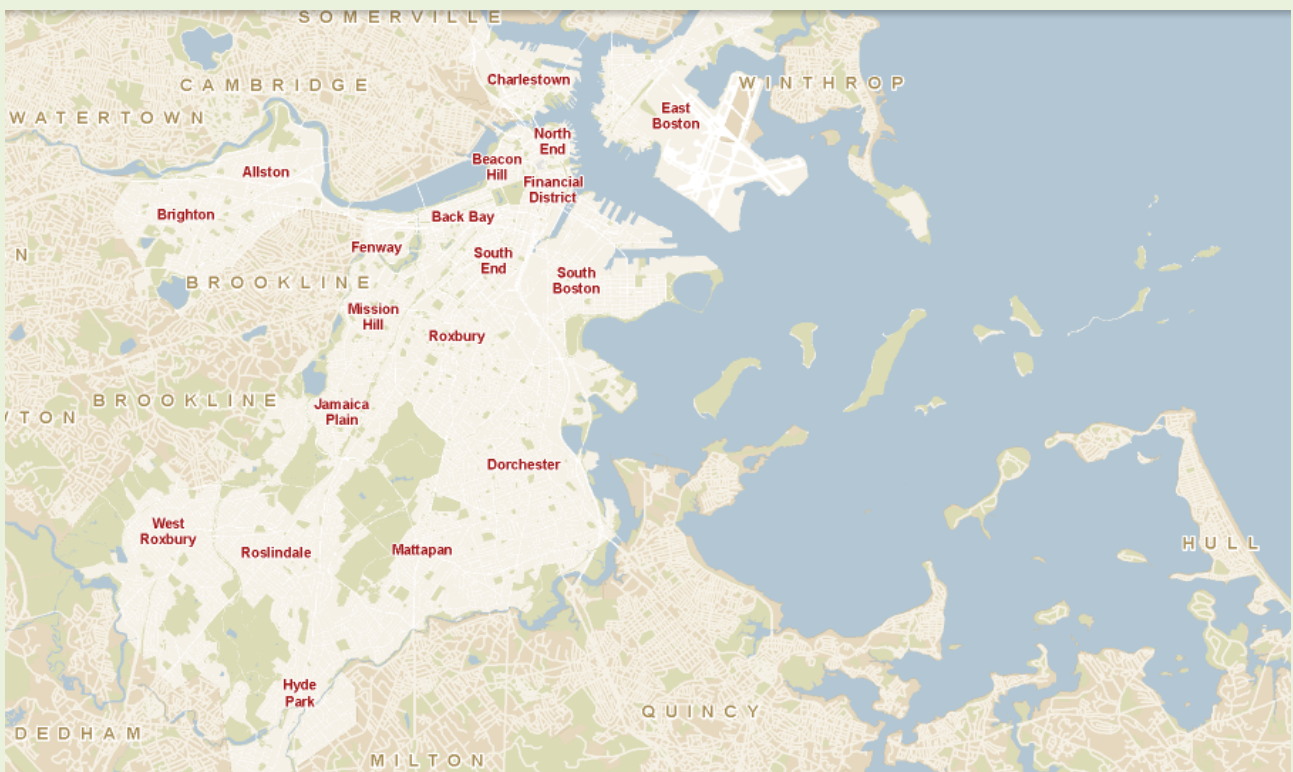 SOMERVILLE
Charlestown
CAMBRIDGE
WINTHROP
East
Boston
WATERTOWN
North
End
Beacon
Hill
Allston
Financial
District
Brighton
Back Bay
Fenway
South
End
N
South
Boston
BROOKLINE
Mission
Hill
Roxbury
BROOKLINE
Jamaica
Plain
TON
Dorchester
West
Roxbury
Roslindale
Mattapan
HULL
Hyde
Park
QUINCY
DEDHAM
MILTON